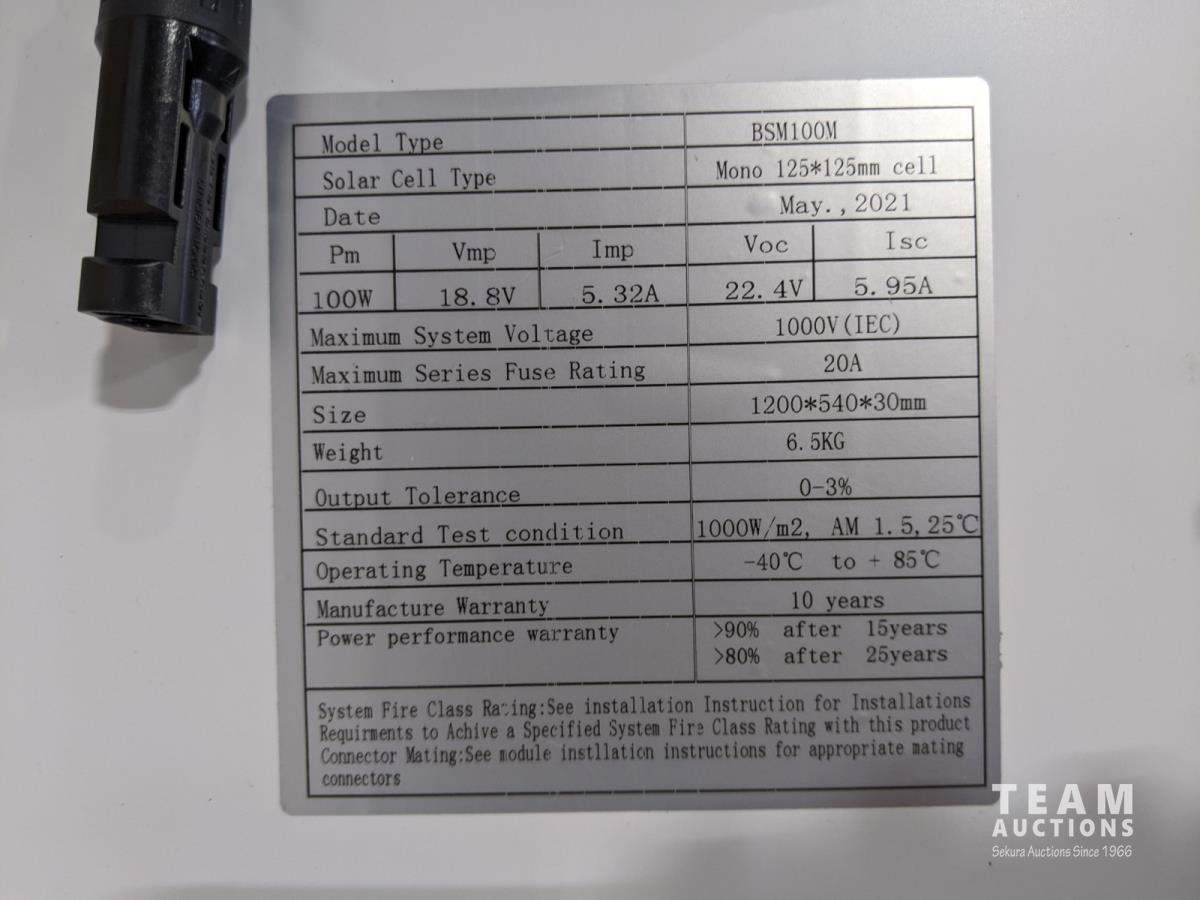 Model Type BSM100M
Solar Cell Type Mono 125*125mm cell
Date May.,2021
Pm Vmp Imp Voc Isc
100W 18.8V 5.32A 22.4V 5.95A
Maximum System Voltage 1000V(IEC)
Maximum Series Fuse Rating 20A
Size 1200*540*30mm
Weight 6.5KG
Output Tolerance 0-3%
Standard Test condition 1000W/m2, AM 1.5,25℃
Operating Temperature -40℃ to + 85℃
Manufacture Warranty 10 years
Power performance warranty >90% after 15years
>80% after 25years
System Fire Class Rating:See installation Instruction for Installations
Requirments to Achive a Specified System Fire Class Rating with this product
Connector Mating:See module instllation instructions for appropriate mating
connectors
TEAM
AUCTIONS
Sekura Auctions Since 1966